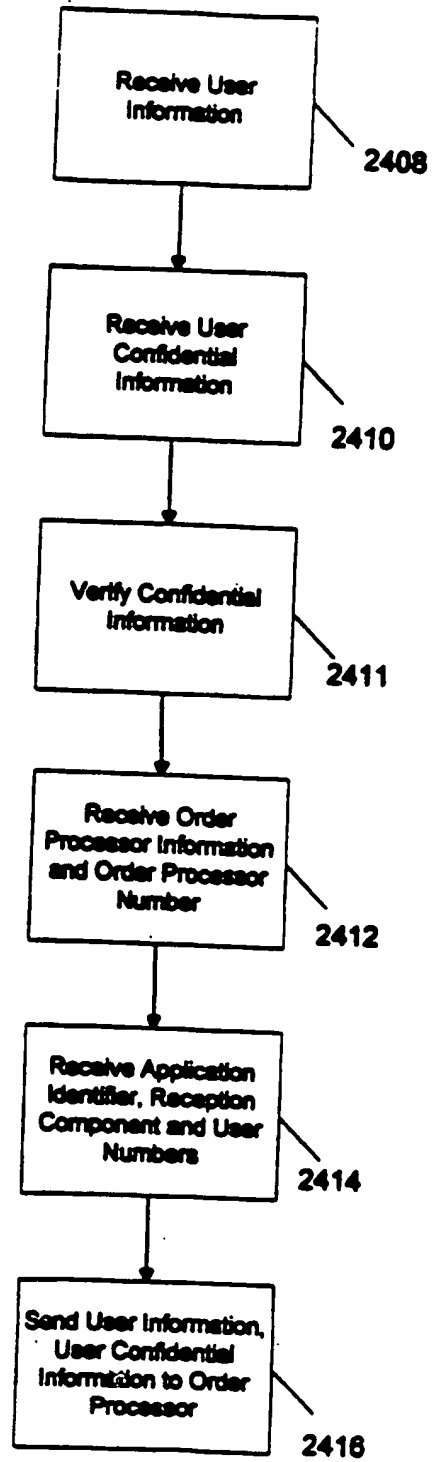 Receive User
Information
2408
Receive User
Confidential
Information
2410
Verify Confidential
Information
2411
Receive Order
Processor Information
and Order Processor
Number
2412
Receive Application
Identifier, Reception
Component and User
Numbers
2414
Send User Information,
User Confidential
Information to Order
Processor
2416